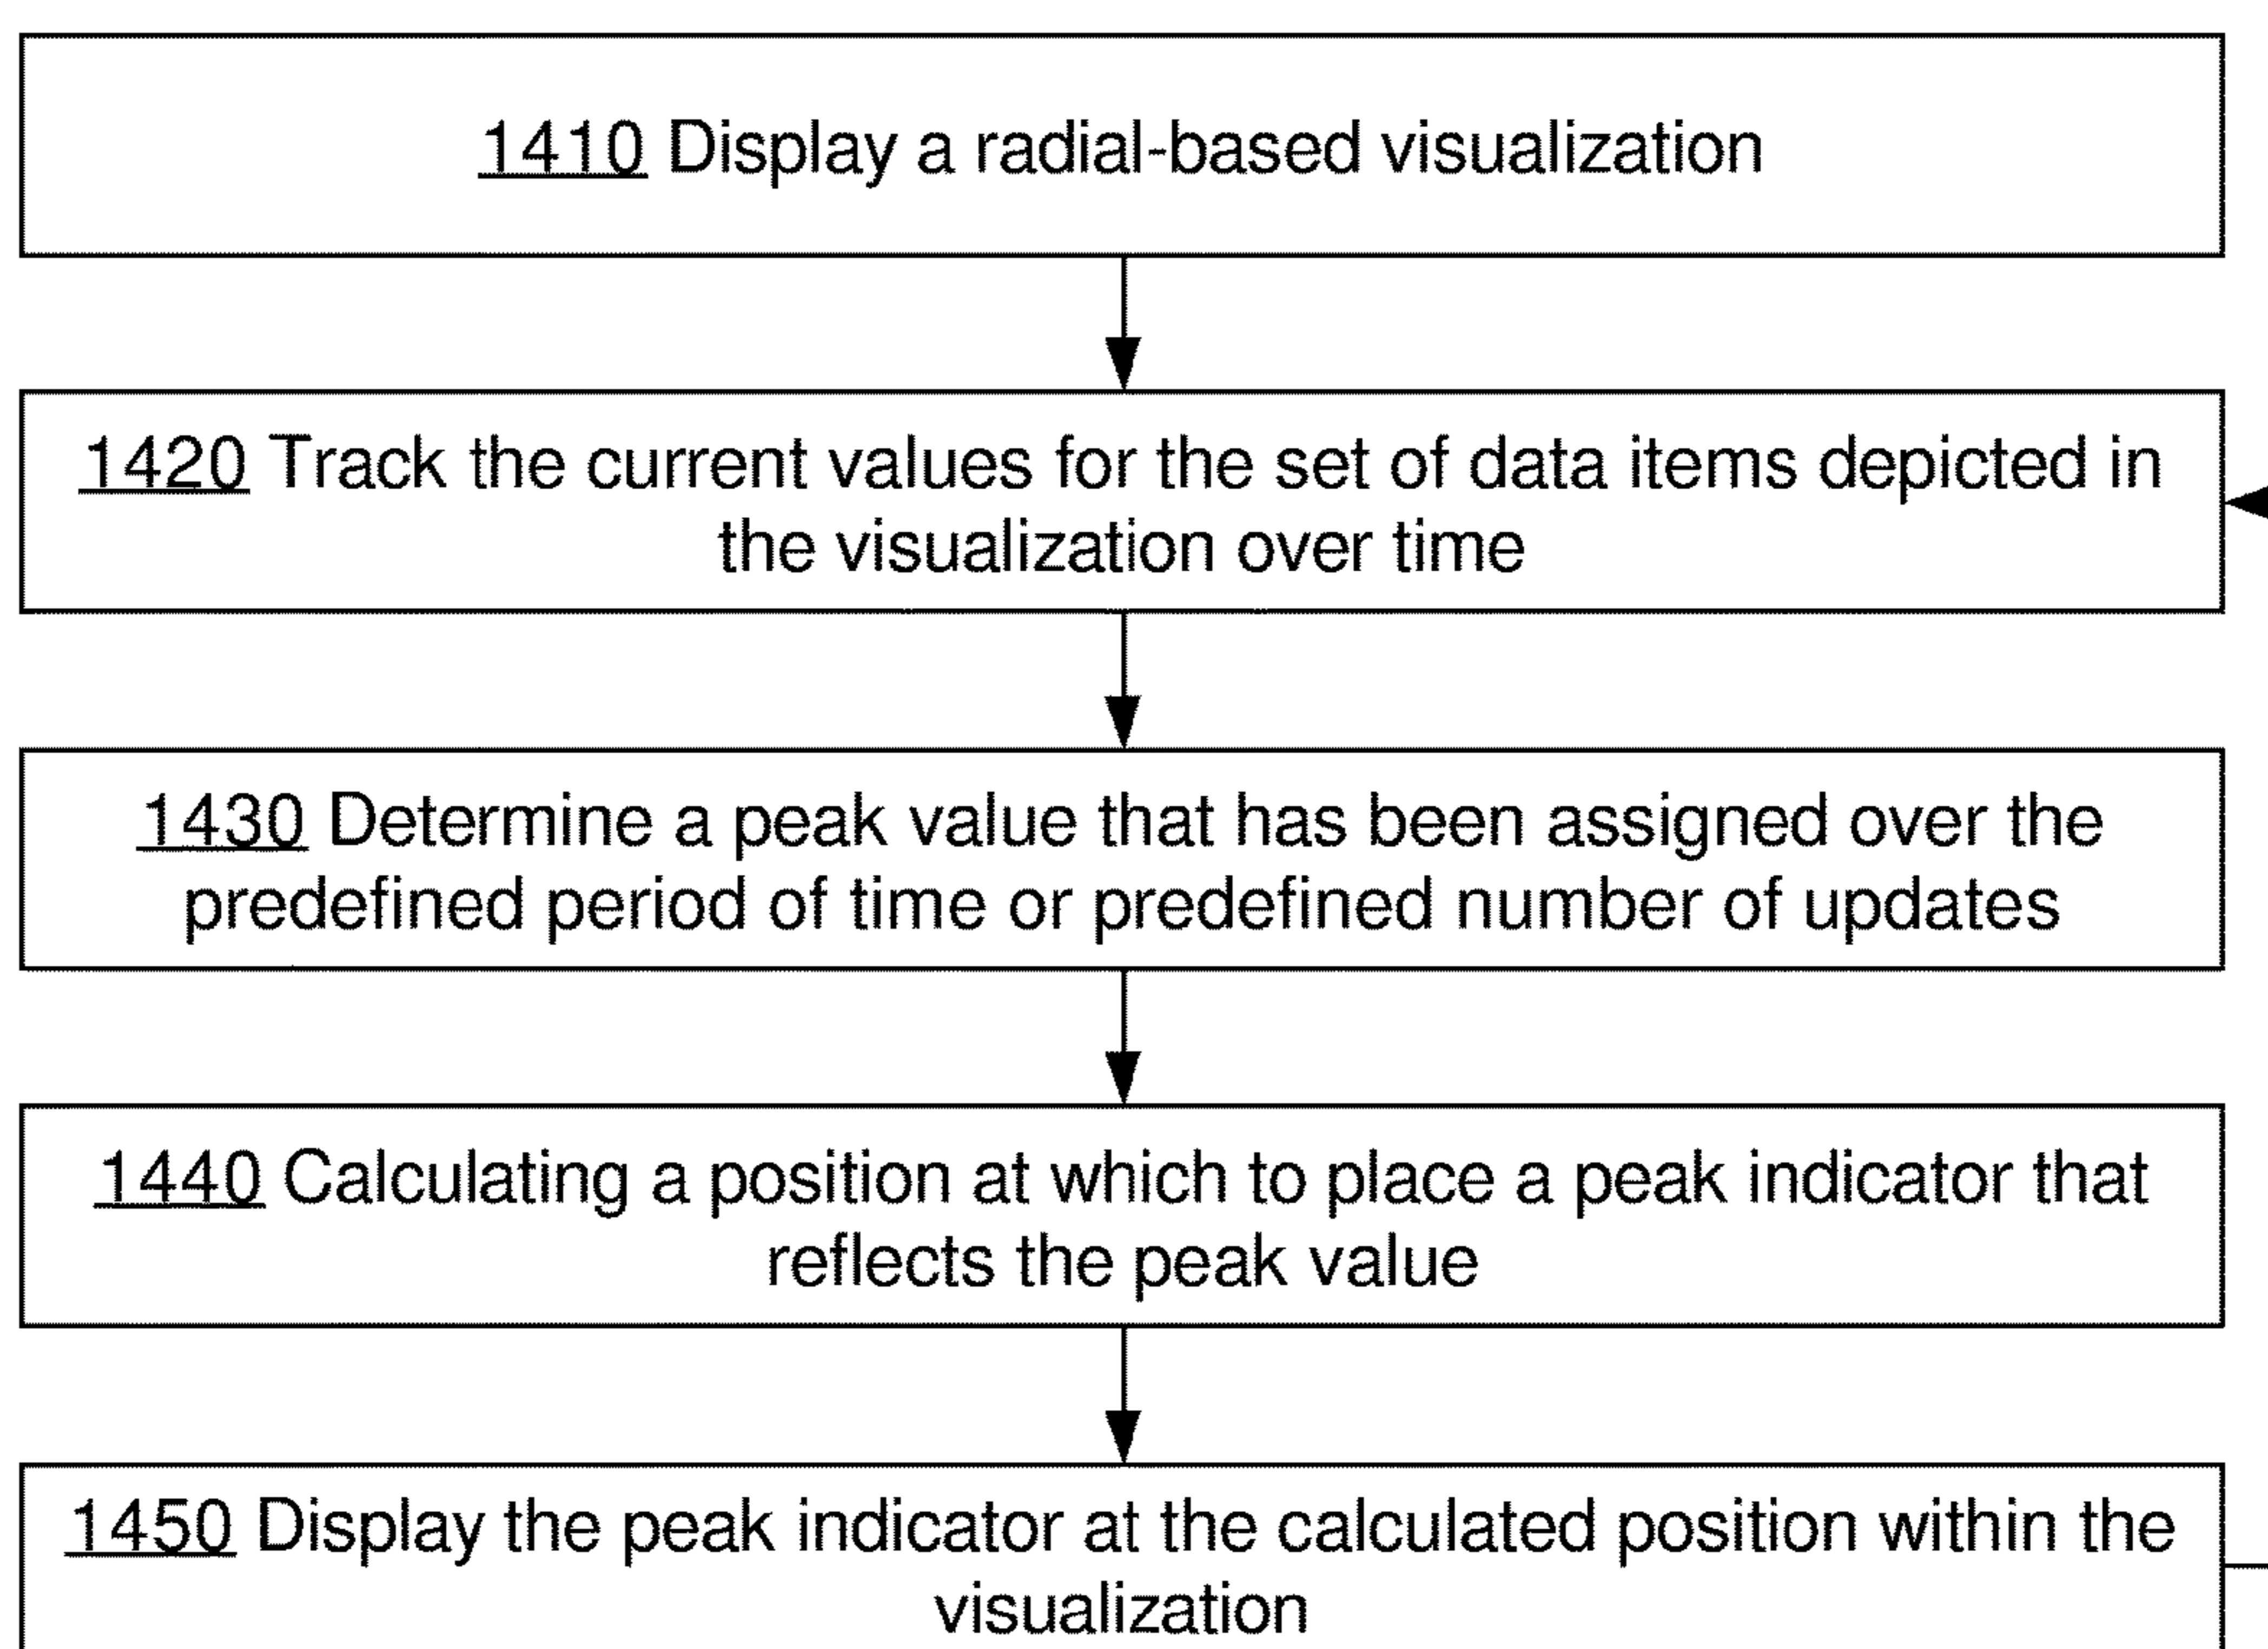 1410 Display a radial-based visualization
1420 Track the current values for the set of data items depicted in
the visualization over time
1430 Determine a peak value that has been assigned over the
predefined period of time or predefined number of updates
1440 Calculating a position at which to place a peak indicator that
reflects the peak value
1450 Display the peak indicator at the calculated position within the
visualization